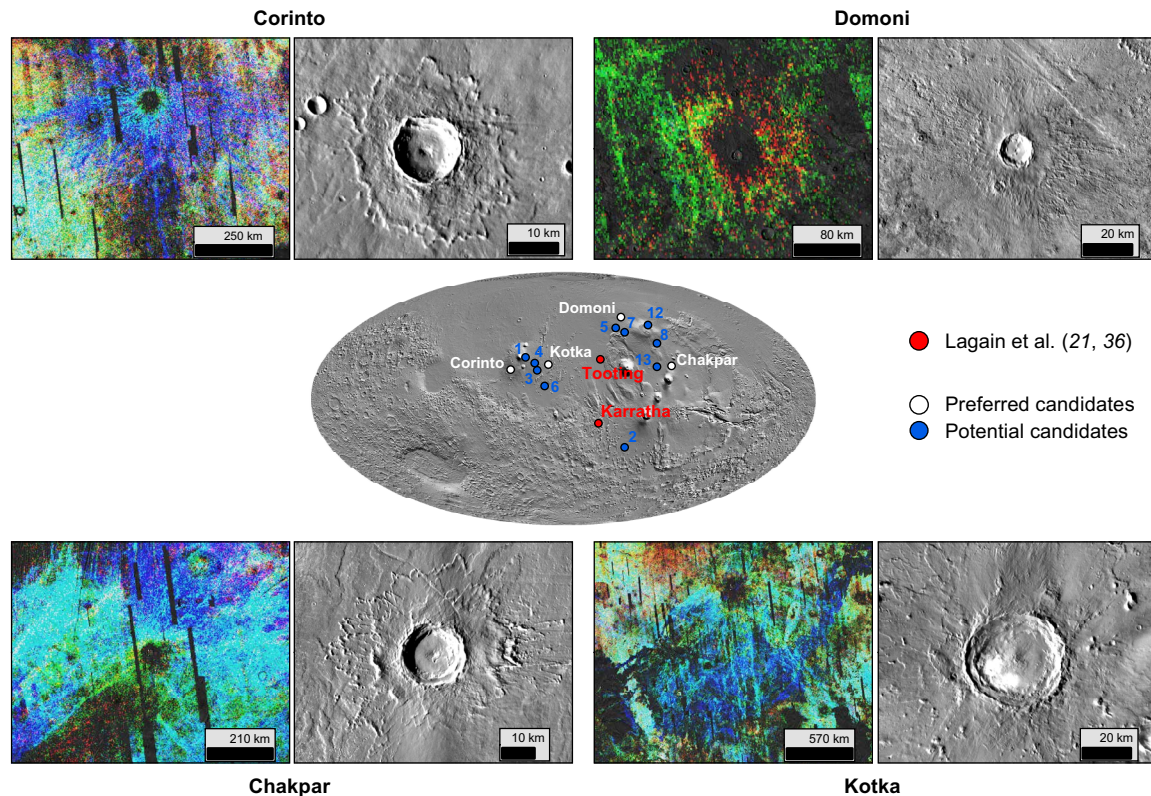 Corinto
Domoni
250 km
10 km
80 km
20 km
Domoni
12
5
7
8
1
4
Kotka
13
Chakpar
Corinto
3
Tooting
6
Karratha
2
Lagain et al. (21, 36)
Preferred candidates
Potential candidates
210 km
10 km
570 km
20 km
Chakpar
Kotka